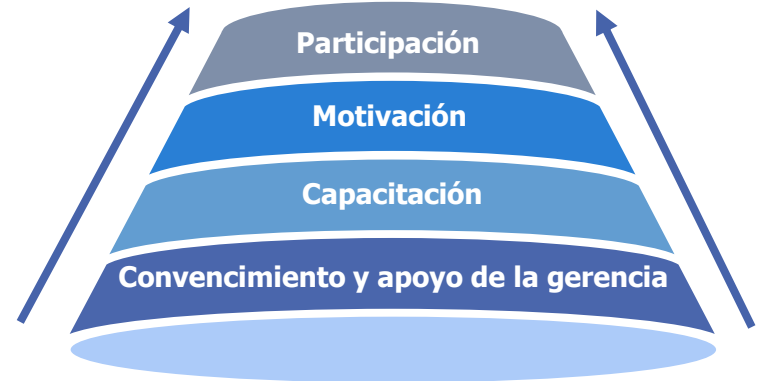 Participación
Motivación
Capacitación
Convencimiento y apoyo de la gerencia